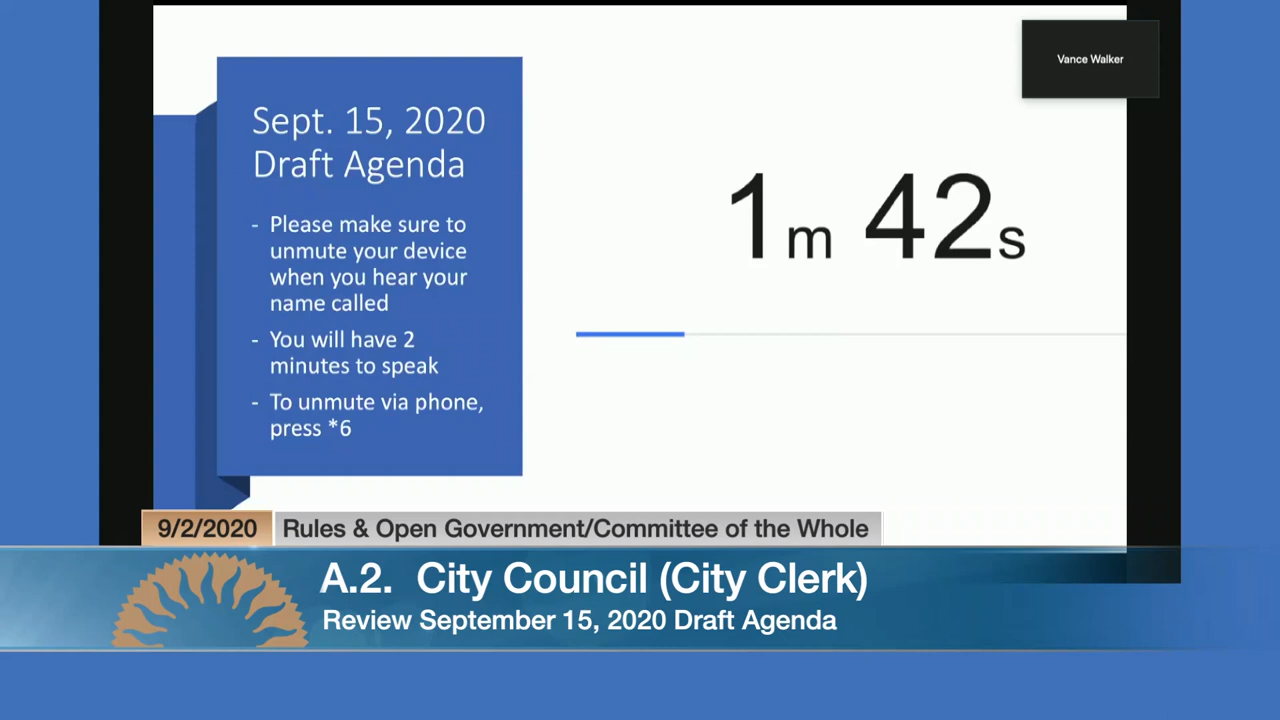 Vance Walker
Sept. 15, 2020
Draft Agenda
- Please make sure to
unmute your device
when you hear your
name called
- You will have 2
minutes to speak
- To unmute via phone,
press *6
1m 42s
9/2/2020 Rules & Open Government/Committee of the Whole
A.2. City Council (City Clerk)
Review September 15, 2020 Draft Agenda